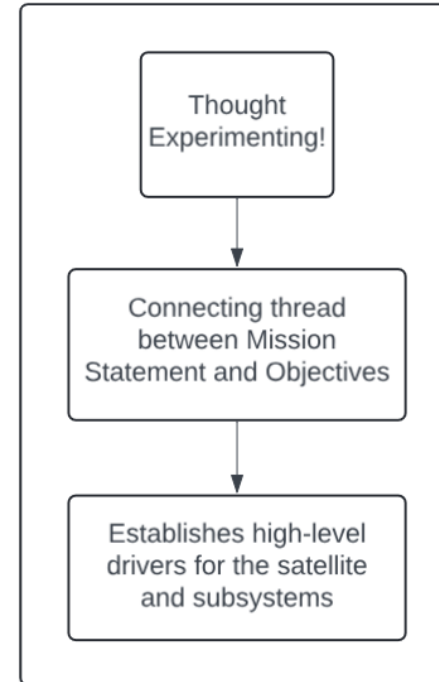 Thought
Experimenting!
Connecting thread
between Mission
Statement and Objectives
Establishes high-level
drivers for the satellite
and subsystems